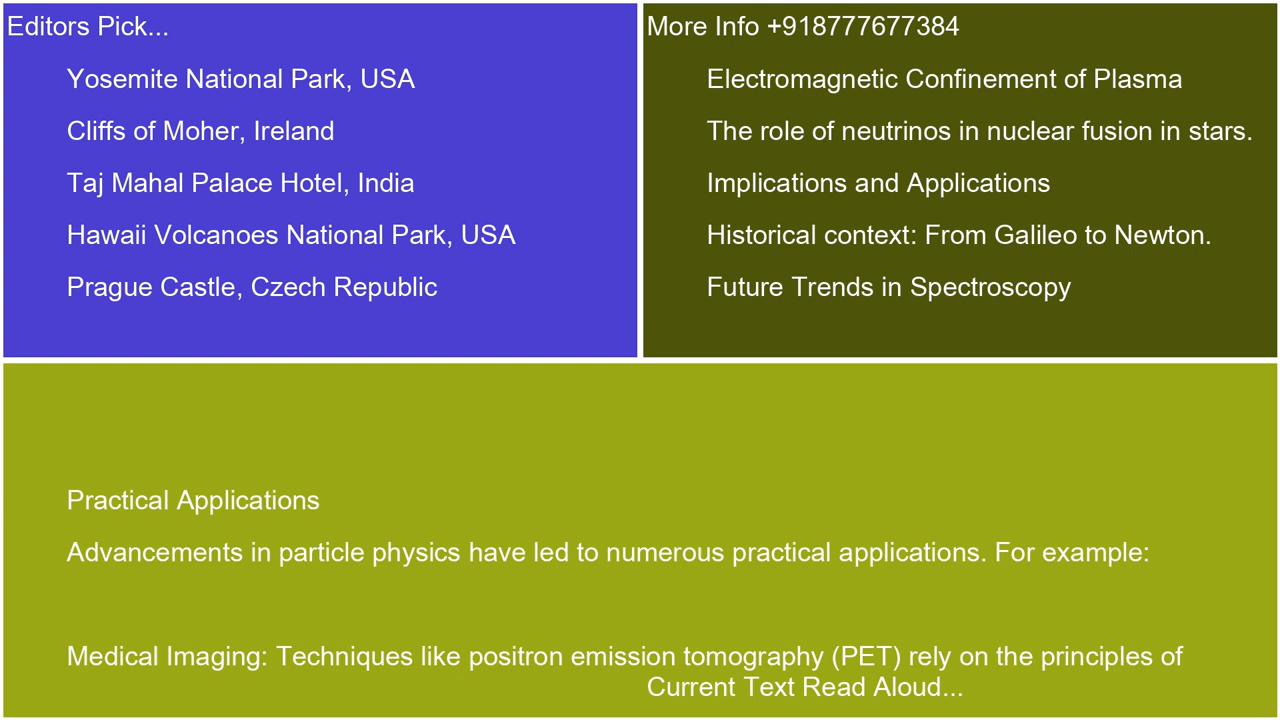 Editors Pick...
Yosemite National Park, USA
Cliffs of Moher, Ireland
Taj Mahal Palace Hotel, India
Hawaii Volcanoes National Park, USA
Prague Castle, Czech Republic
More Info +918777677384
Electromagnetic Confinement of Plasma
The role of neutrinos in nuclear fusion in stars.
Implications and Applications
Historical context: From Galileo to Newton.
Future Trends in Spectroscopy
Practical Applications
Advancements in particle physics have led to numerous practical applications. For example:
Medical Imaging: Techniques like positron emission tomography (PET) rely on the principles of
Current Text Read Aloud...